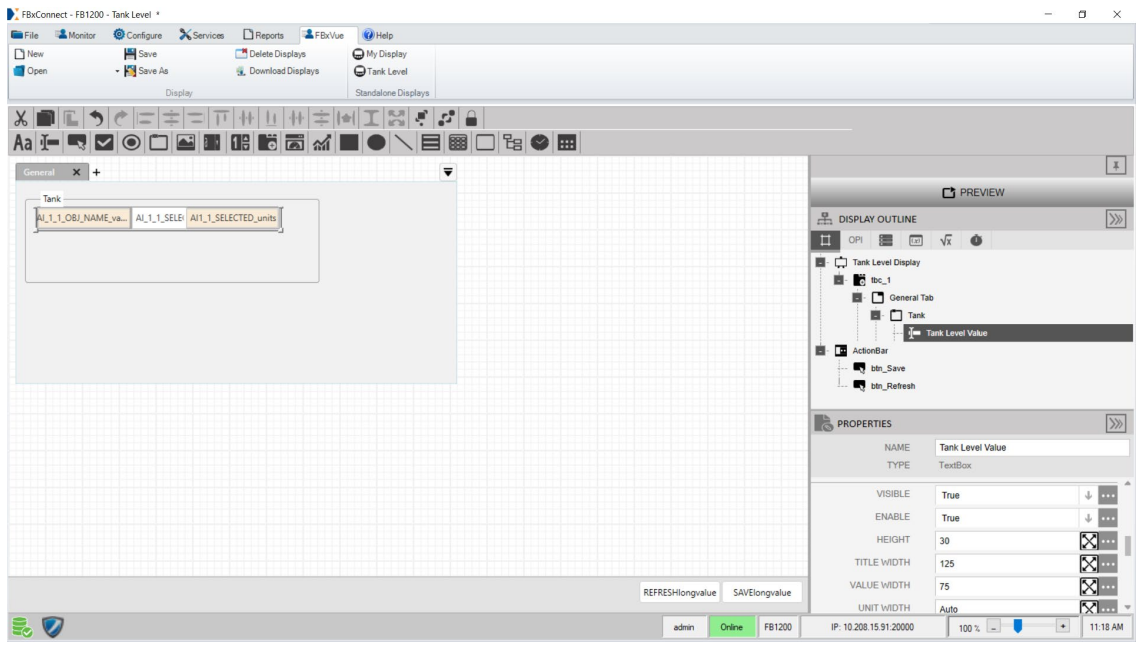 FBxConnect - FB1200 - Tank Level *
File Monitor Configure Services Reports FBxVue Help
New Save Delete Displays My Display
Open Save As Download Displays Tank Level
Display Standalone Displays
Aa
General X +
Tank
AI_1_1_OBJ_NAME_va... AI_1_1_SELE AI1_1_SELECTED_units
PREVIEW
DISPLAY OUTLINE
OPI √x
Tank Level Display
tbc_1
General Tab
Tank
Tank Level Value
ActionBar
btn_Save
btn_Refresh
PROPERTIES
NAME Tank Level Value
TYPE TextBox
VISIBLE True
ENABLE True
HEIGHT 30
TITLE WIDTH 125
VALUE WIDTH 75
UNIT WIDTH Auto
REFRESHlongvalue SAVElongvalue
admin Online FB1200 IP: 10.208.15.91:20000 100 % - + 11:18 AM